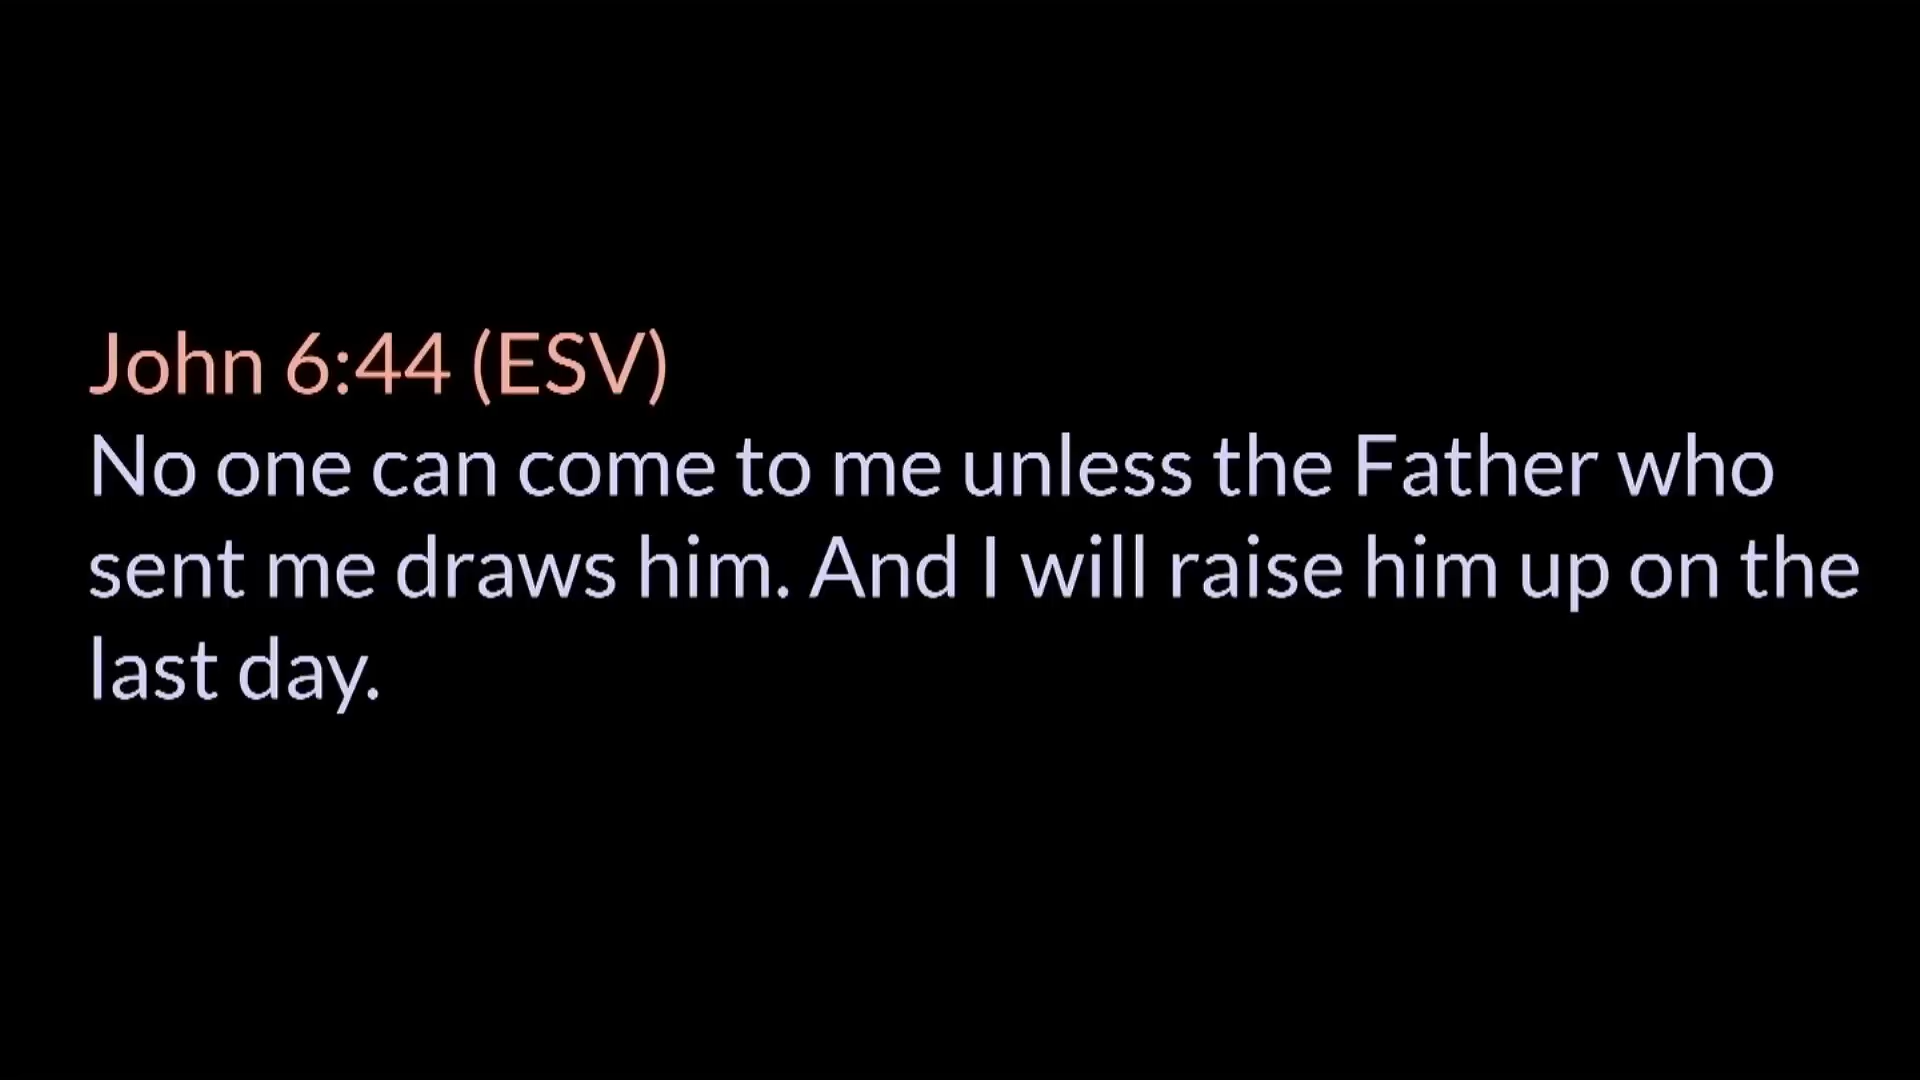 John 6:44 (ESV)
No one can come to me unless the Father who
sent me draws him. And I will raise him up on the
last day.